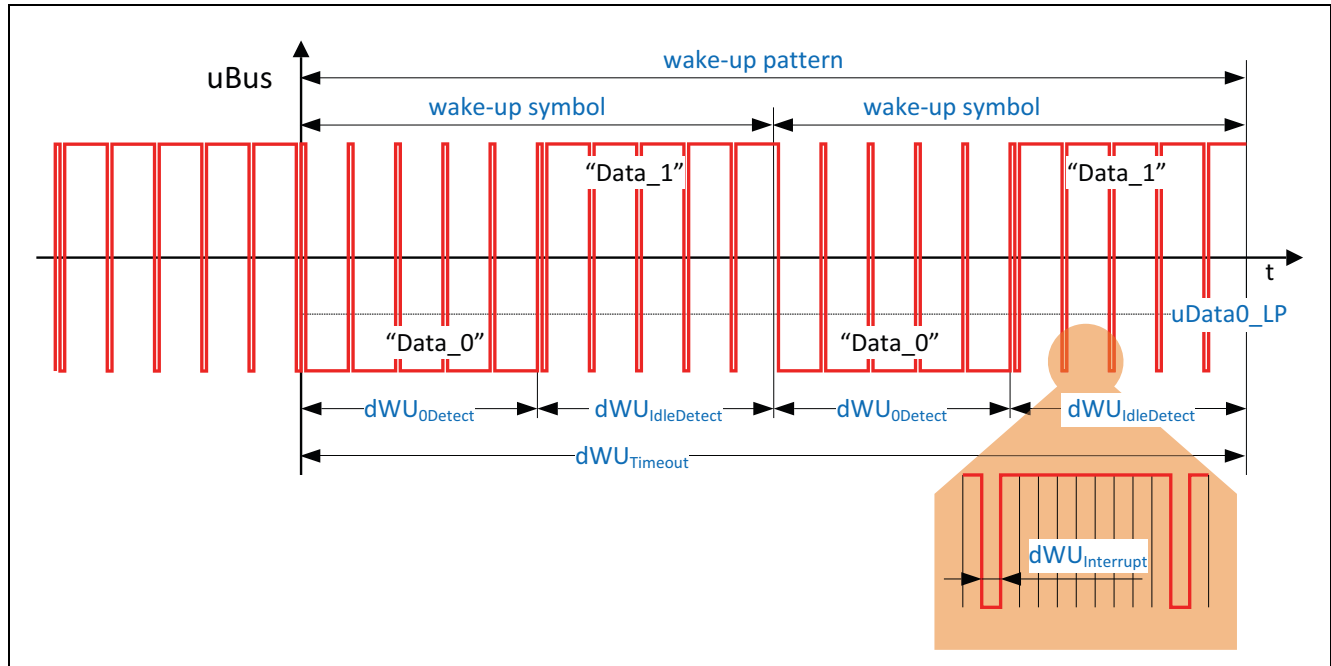 uBus
wake-up pattern
wake-up symbol wake-up symbol
“Data_1” “Data_1”
t
uData0_LP
“Data_0” “Data_0”
dWU0Detect dWUIdleDetect dWU0Detect dWUIdleDetect
dWUTimeout
dWUInterrupt